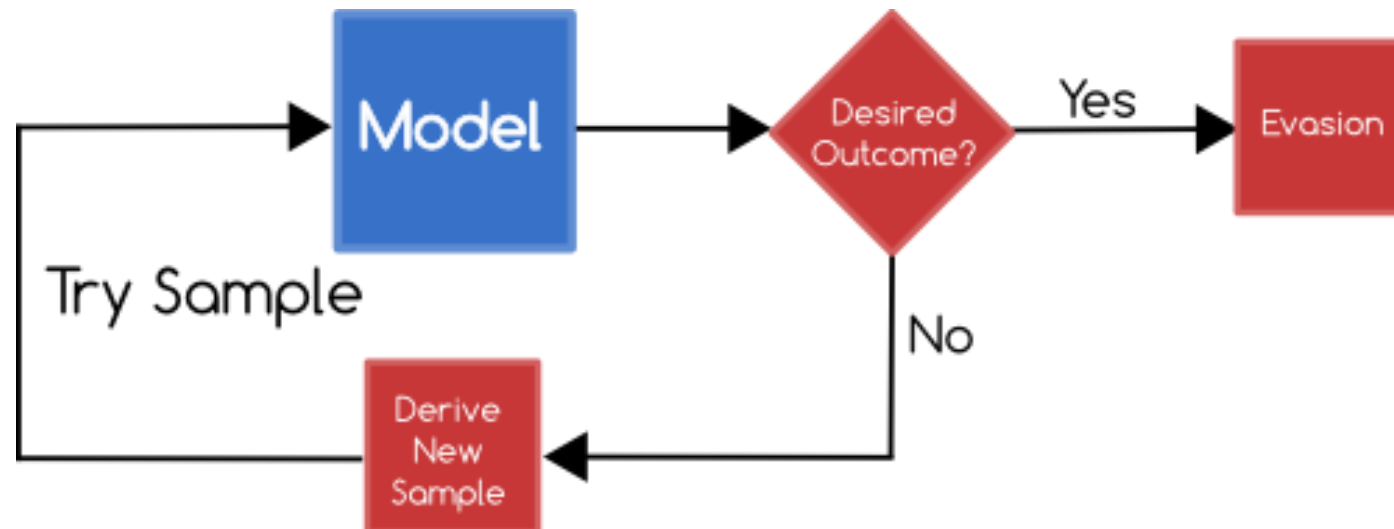 Model
Desired
Outcome?
Yes
Evasion
Try Sample
No
Derive
New
Sample